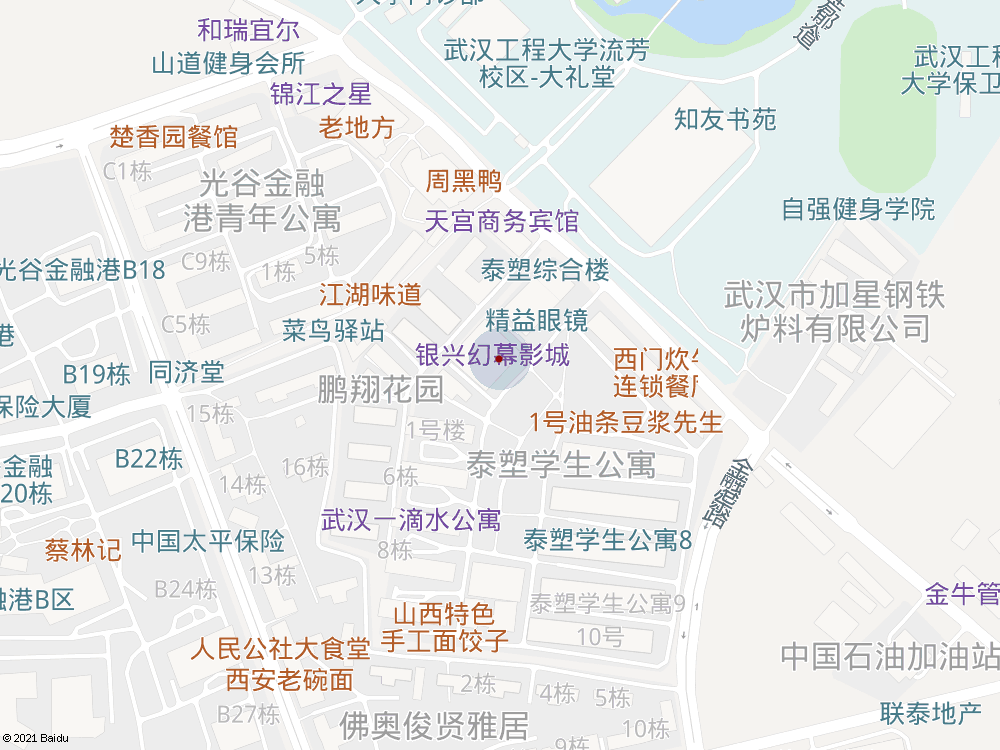 和瑞宜尔
山道健身会所
武汉工程大学流芳
校区-大礼堂
锦江之星
老地方
知友书苑
楚香园餐馆
C1栋
光谷金融
港青年公寓
周黑鸭
天宫商务宾馆
自强健身学院
5栋
C9栋
1栋
光谷金融港B18
泰塑综合楼
江湖味道
武汉市加星钢铁
炉料有限公司
C5栋
菜鸟驿站
精益眼镜
港
银兴幻幕影城
B19栋
同济堂
西门炊
连锁餐
鹏翔花园
保险大厦
15栋
1号油条豆浆先生
1号楼
B22栋
谷金融
20栋
16栋
6栋
泰塑学生公寓
金融港路
14栋
武汉一滴水公寓
中国太平保险
蔡林记
8栋
泰塑学生公寓8
13栋
B24栋
融港B区
金牛管
泰塑学生公寓9
山西特色
手工面饺子
10号
人民公社大食堂
西安老碗面
中国石油加油站
2栋
4栋
5栋
B27栋
佛奥俊贤雅居
10栋
联泰地产
9栋
© 2021 Baidu